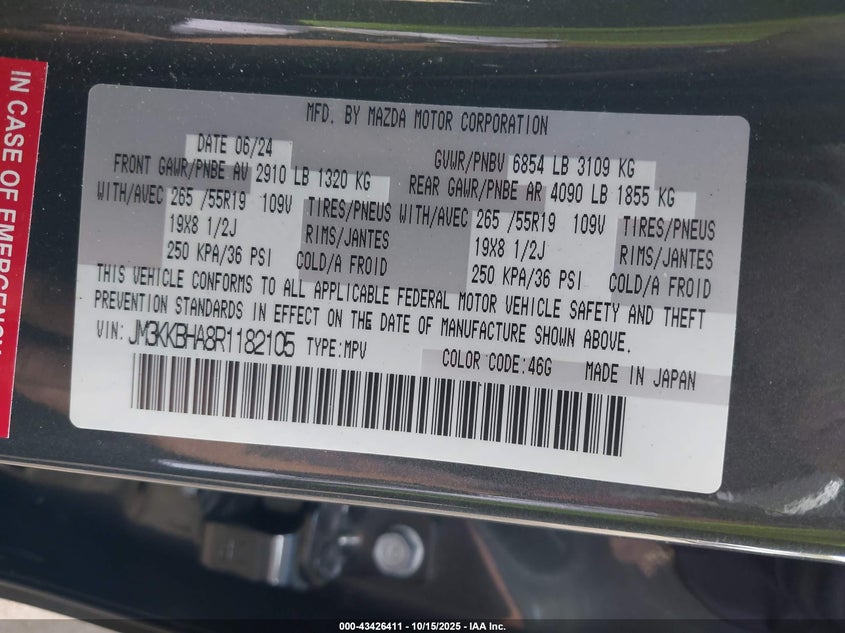 IN CASE OF EMERGENCY
MFD. BY MAZDA MOTOR CORPORATION
DATE 06/24 GVWR/PNBV 6854 LB 3109 KG
FRONT GAWR/PNBE AV 2910 LB 1320 KG REAR GAWR/PNBE AR 4090 LB 1855 KG
WITH/AVEC 265 /55R19 109V TIRES/PNEUS WITH/AVEC 265 /55R19 109V TIRES/PNEUS
19X8 1/2J RIMS/JANTES 19X8 1/2J RIMS/JANTES
250 KPA/36 PSI COLD/A FROID 250 KPA/36 PSI COLD/A FROID
THIS VEHICLE CONFORMS TO ALL APPLICABLE FEDERAL MOTOR VEHICLE SAFETY AND THEFT
PREVENTION STANDARDS IN EFFECT ON THE DATE OF MANUFACTURE SHOWN ABOVE.
VIN: JM3KKBHA8R1182105 TYPE:MPV COLOR CODE:46G MADE IN JAPAN
000-43426411 - 10/15/2025 - IAA Inc.